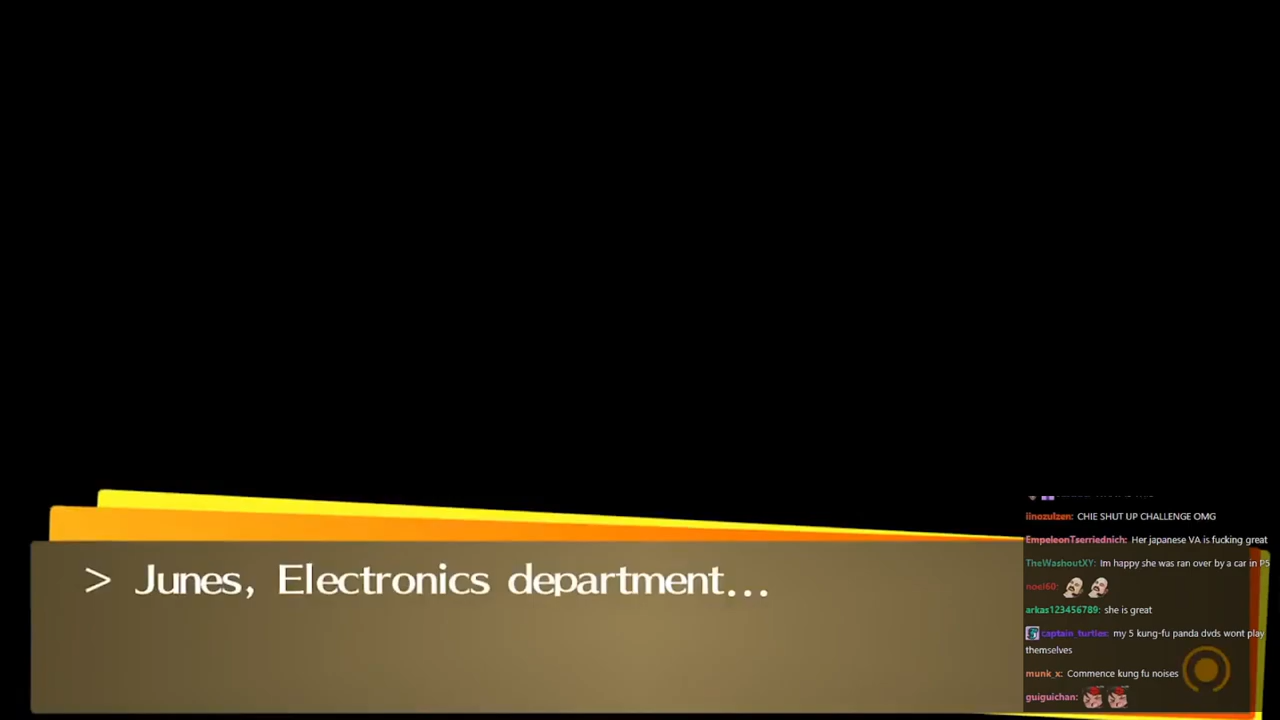 > Junes, Electronics department...
iinozulzen: CHIE SHUT UP CHALLENGE OMG
EmpeleonTserriednich: Her japanese VA is fucking great
TheWashoutXY: Im happy she was ran over by a car in P5
noel60:
arkas123456789: she is great
captain_turtles: my 5 kung-fu panda dvds wont play
themselves
munk_x: Commence kung fu noises
guiguichan: